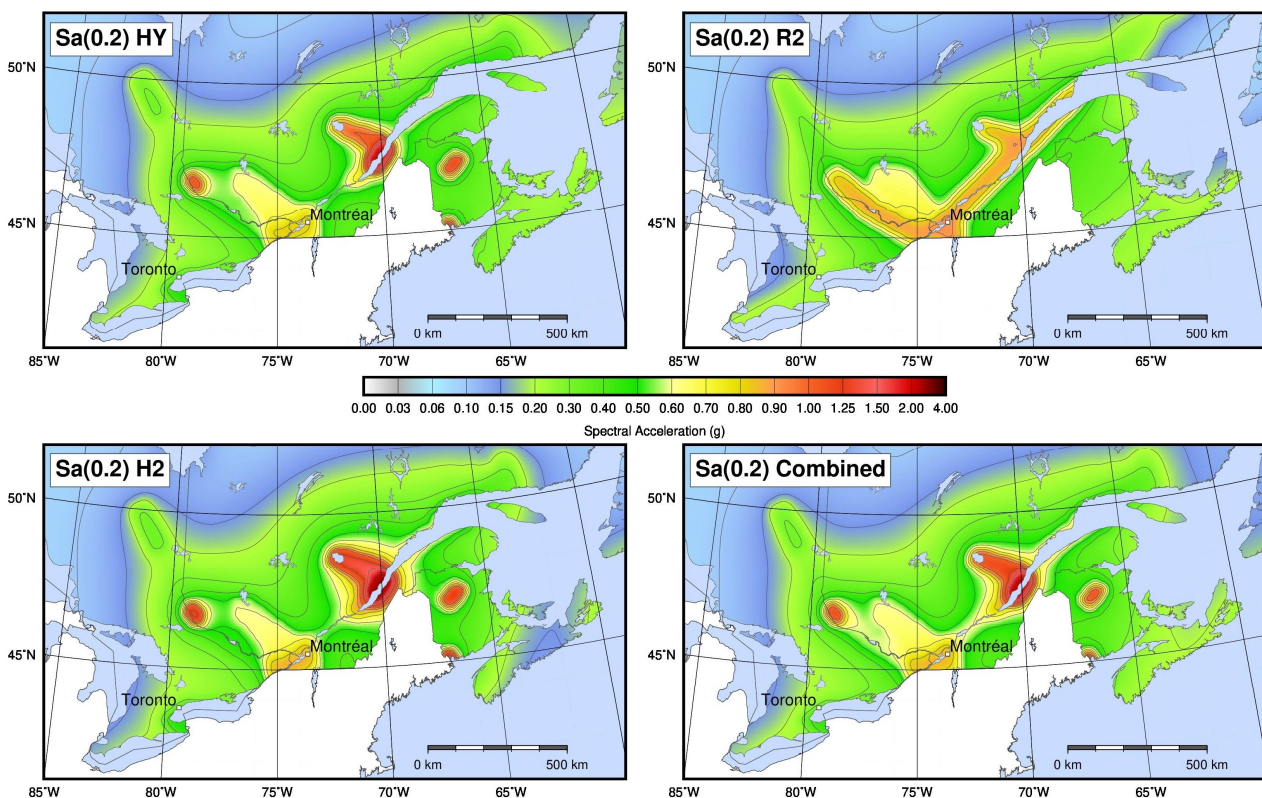 Sa(0.2) HY
Sa(0.2) R2
50°N
50°N
45°N
45°N
Montréal
Montréal
Toronto
Toronto
0 km 500 km
0 km 500 km
85°W 80°W 75°W 70°W 65°W
85°W 80°W 75°W 70°W 65°W
0.00 0.03 0.06 0.10 0.15 0.20 0.30 0.40 0.50 0.60 0.70 0.80 0.90 1.00 1.25 1.50 2.00 4.00
Spectral Acceleration (g)
Sa(0.2) H2
Sa(0.2) Combined
50°N
50°N
45°N
45°N
Montréal
Montréal
Toronto
Toronto
0 km 500 km
0 km 500 km
85°W 80°W 75°W 70°W 65°W
85°W 80°W 75°W 70°W 65°W